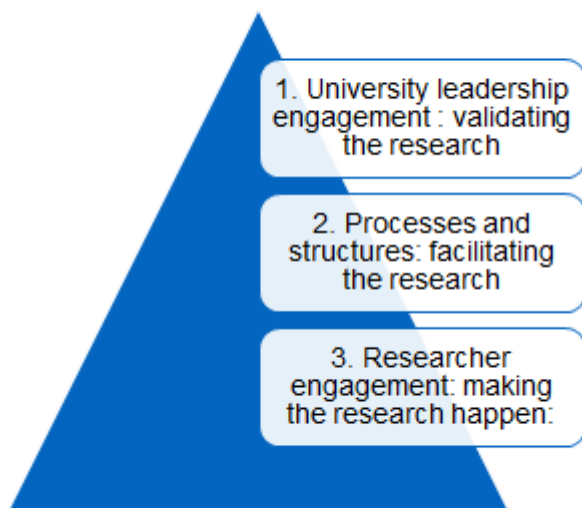 1. University leadership
engagement : validating
the research
2. Processes and
structures: facilitating
the research
3. Researcher
engagement: making
the research happen: